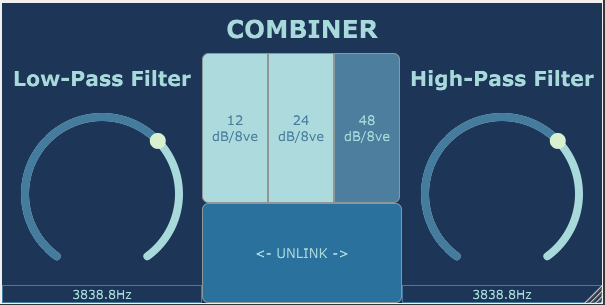 COMBINER
Low-Pass Filter
High-Pass Filter
12
dB/8ve
24
dB/8ve
48
dB/8ve
<- UNLINK ->
3838.8Hz
3838.8Hz